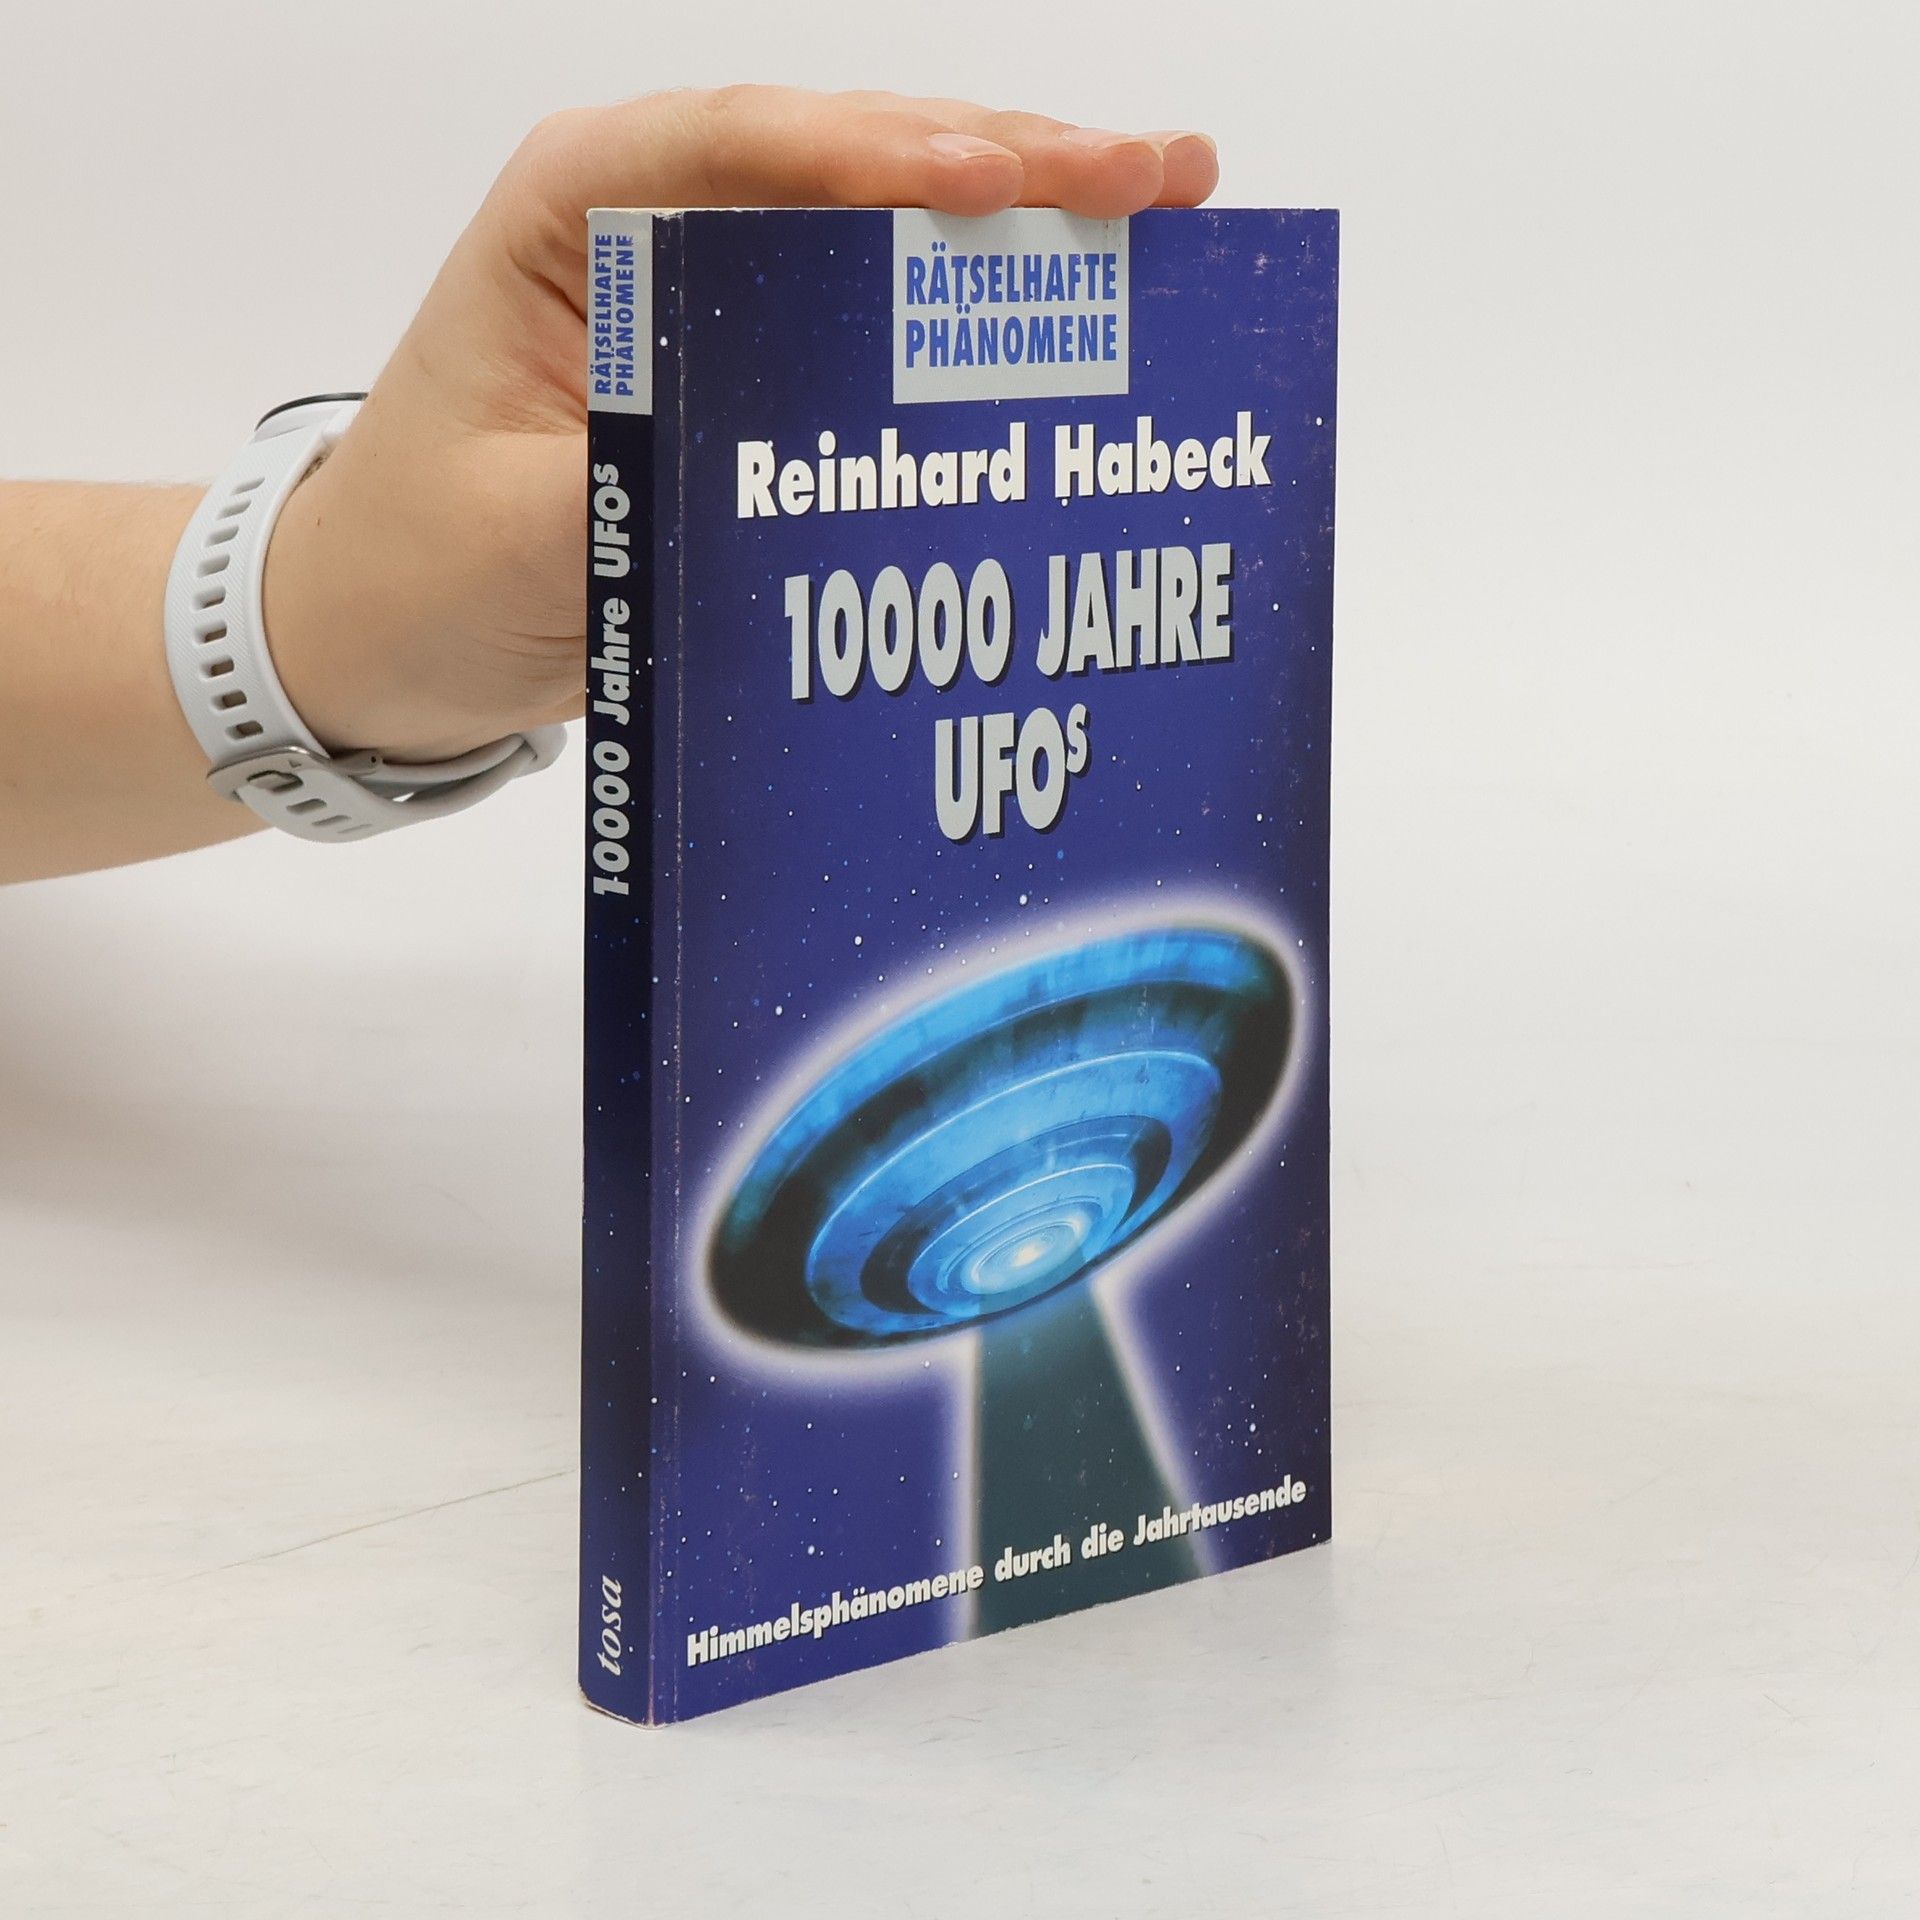 RÄTSELHAFTE
PHÄNOMENE
10000 Jahre UFOs
tosa
RÄTSELHAFTE
PHÄNOMENE
Reinhard Habeck
10000 JAHRE
UFOs
Himmelsphänomene durch die Jahrtausende